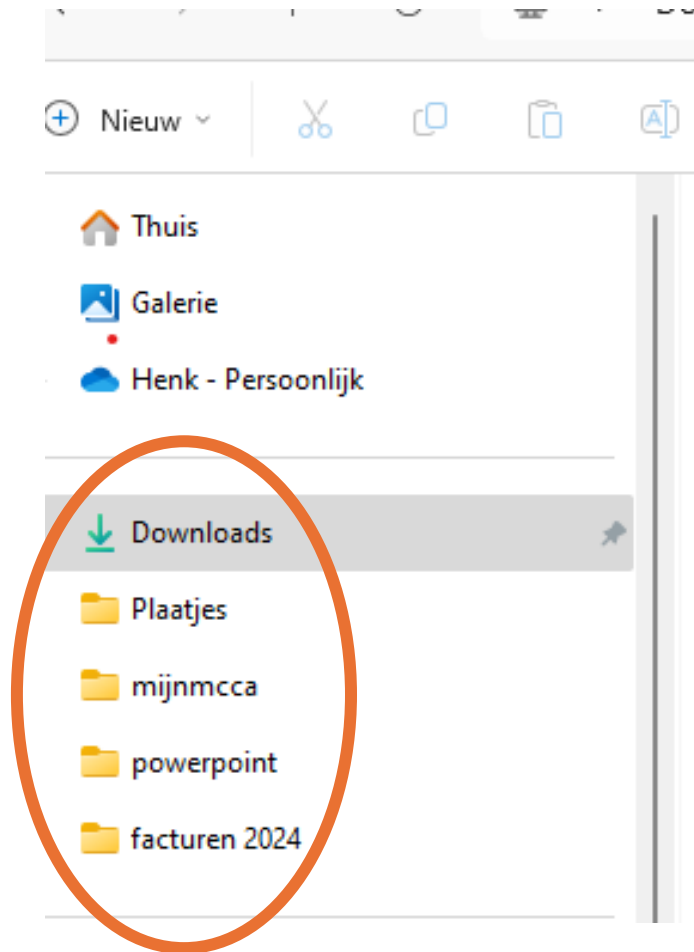 Nieuw
Thuis
Galerie
Henk - Persoonlijk
Downloads
Plaatjes
mijnmcca
powerpoint
facturen 2024